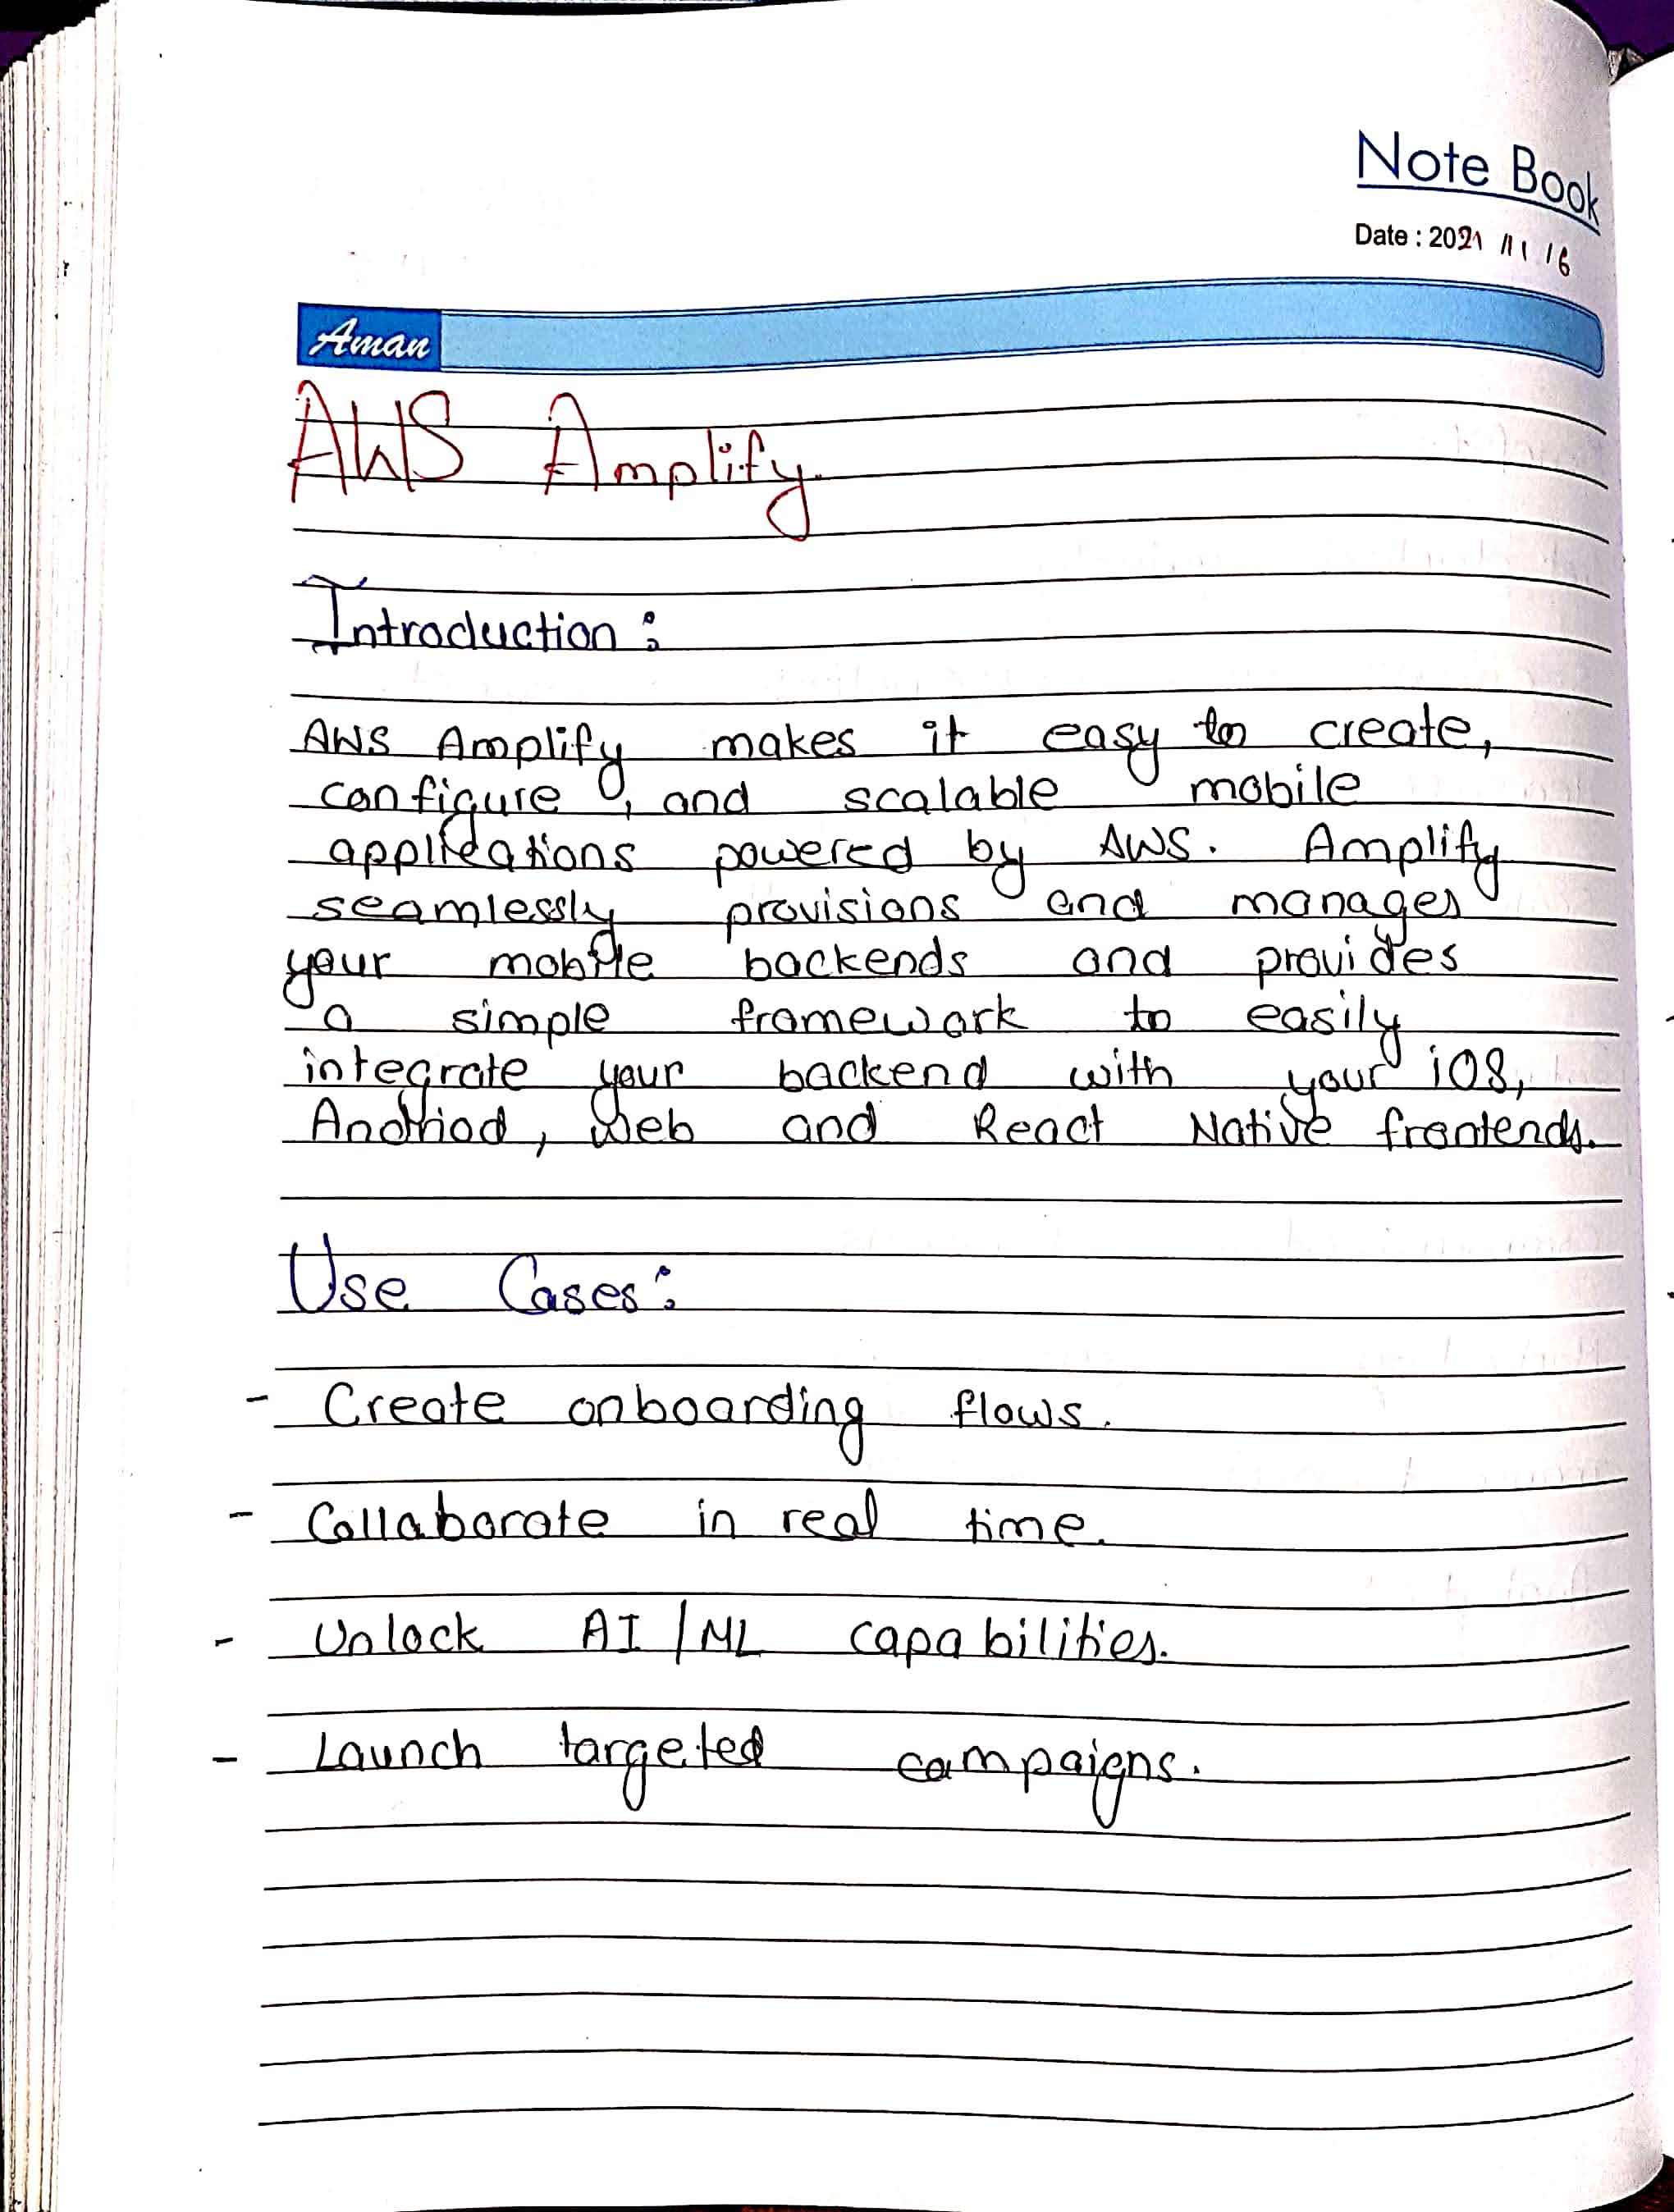 Note Book
Date : 2021 /11 / 16
Aman
AWS Amplify
Introduction :
AWS Amplify makes it easy to create,
configure, and scalable mobile
applications powered by AWS. Amplify
seamlessly provisions and manages
your mobile backends and provides
a simple framework to easily
integrate your backend with your iOS,
Andriod, Web and React Native frontends.
Use Cases:
- Create onboarding flows.
- Collaborate in real time.
- Unlock AI/ML capabilities.
- Launch targeted campaigns.